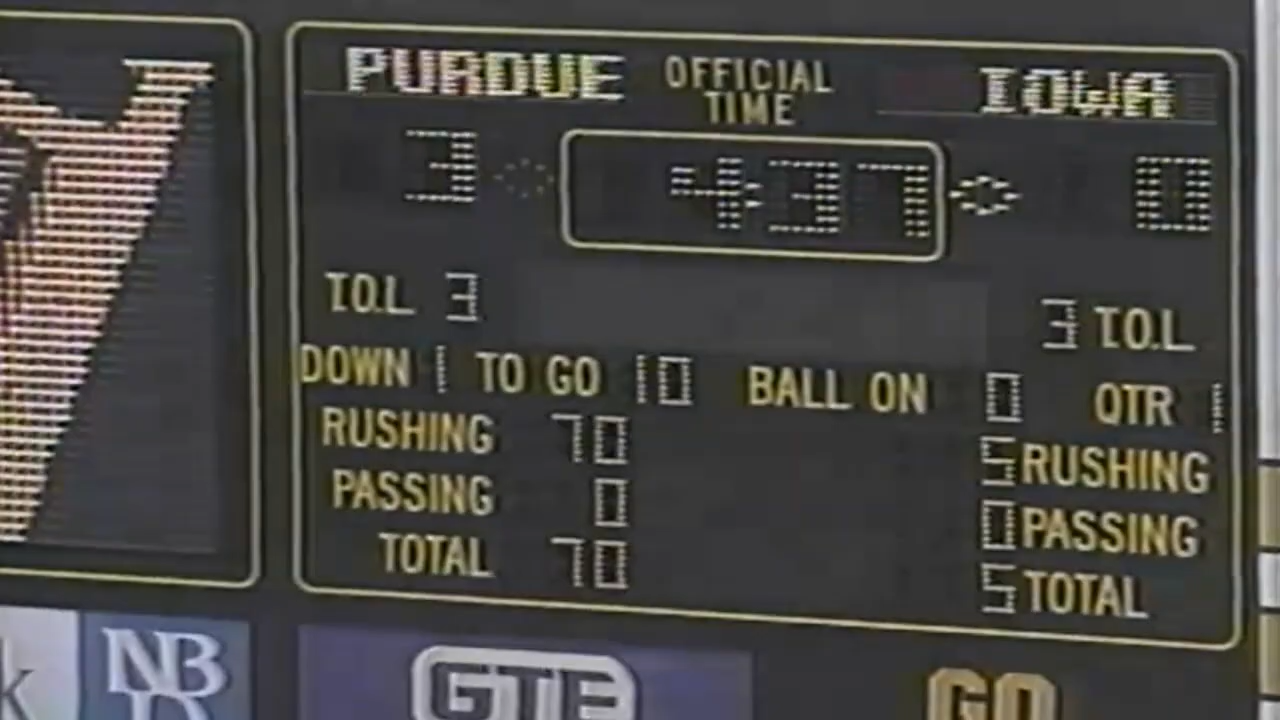 PURDUE OFFICIAL TIME IOWA
3 4:37 0
T.O.L 3 3 T.O.L
DOWN 1 TO GO 10 BALL ON 0 QTR 1
RUSHING 70 5 RUSHING
PASSING 0 0 PASSING
TOTAL 70 5 TOTAL
k NBD GTE GO